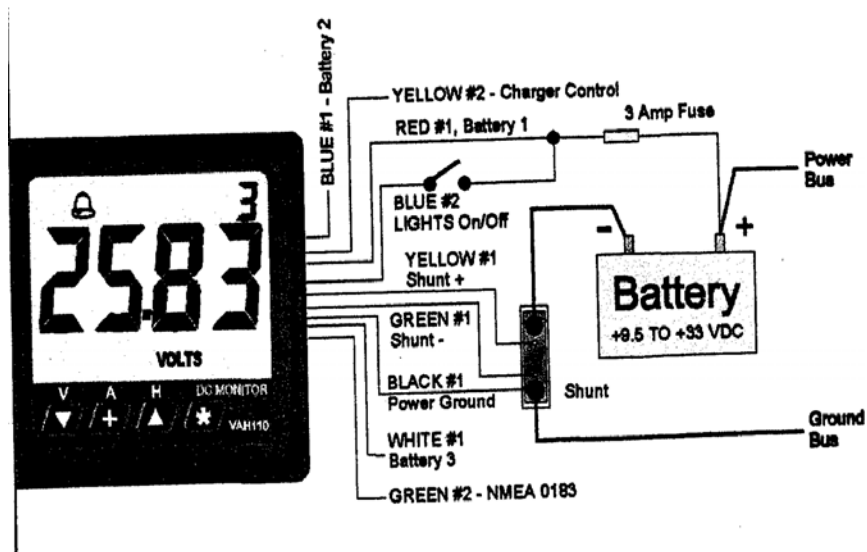 BLUE #1 - Battery 2
YELLOW #2 - Charger Control
RED #1, Battery 1
3 Amp Fuse
Power
Bus
BLUE #2
LIGHTS On/Off
YELLOW #1
Shunt +
- +
Battery
+9.5 TO +33 VDC
GREEN #1
Shunt -
BLACK #1
Power Ground
Shunt
Ground
Bus
WHITE #1
Battery 3
GREEN #2 - NMEA 0183
25.83
VOLTS
V A H DC MONITOR
▼ + ▲ * VAH110